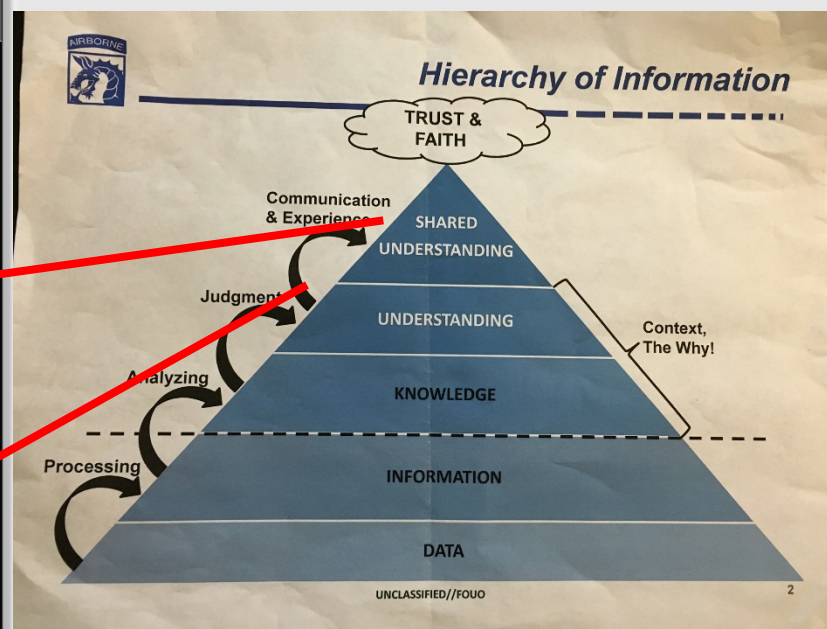 AIRBORNE
Hierarchy of Information
TRUST &
FAITH
Communication
& Experience
SHARED
UNDERSTANDING
Judgment
UNDERSTANDING
Context,
The Why!
Analyzing
KNOWLEDGE
Processing
INFORMATION
DATA
UNCLASSIFIED//FOUO
2